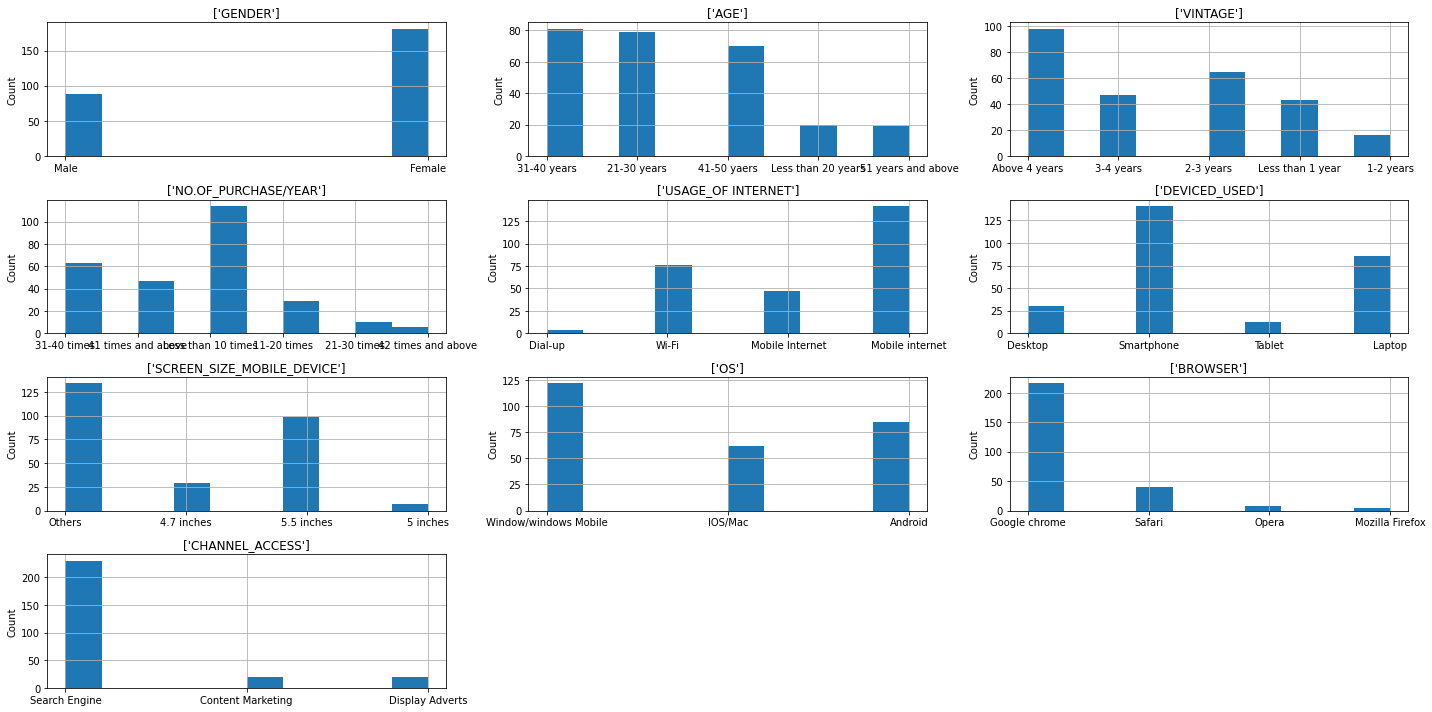 ['GENDER']
Count
150
100
50
0
Male Female
['AGE']
Count
80
60
40
20
0
31-40 years 21-30 years 41-50 yaers Less than 20 years 51 years and above
['VINTAGE']
Count
100
80
60
40
20
0
Above 4 years 3-4 years 2-3 years Less than 1 year 1-2 years
['NO.OF_PURCHASE/YEAR']
Count
100
80
60
40
20
0
31-40 times 41 times and above Less than 10 times 11-20 times 21-30 times 42 times and above
['USAGE_OF INTERNET']
Count
125
100
75
50
25
0
Dial-up Wi-Fi Mobile Internet Mobile internet
['DEVICED_USED']
Count
125
100
75
50
25
0
Desktop Smartphone Tablet Laptop
['SCREEN_SIZE_MOBILE_DEVICE']
Count
125
100
75
50
25
0
Others 4.7 inches 5.5 inches 5 inches
['OS']
Count
125
100
75
50
25
0
Window/windows Mobile IOS/Mac Android
['BROWSER']
Count
200
150
100
50
0
Google chrome Safari Opera Mozilla Firefox
['CHANNEL_ACCESS']
Count
200
150
100
50
0
Search Engine Content Marketing Display Adverts